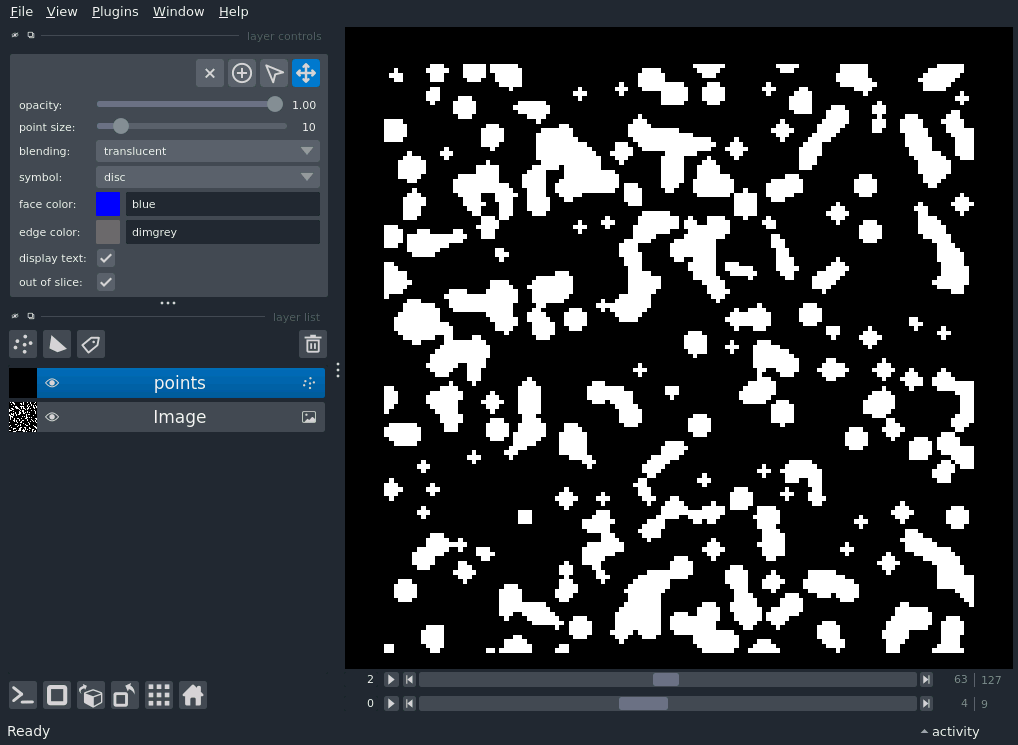 File View Plugins Window Help
layer controls
opacity: 1.00
point size: 10
blending: translucent
symbol: disc
face color: blue
edge color: dimgrey
display text:
out of slice:
layer list
points
Image
2 63 127
0 4 9
Ready activity